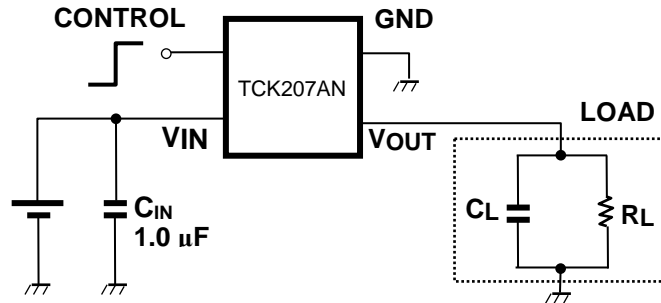 CONTROL
GND
TCK207AN
VIN
VOUT
LOAD
CIN
1.0 µF
CL
RL